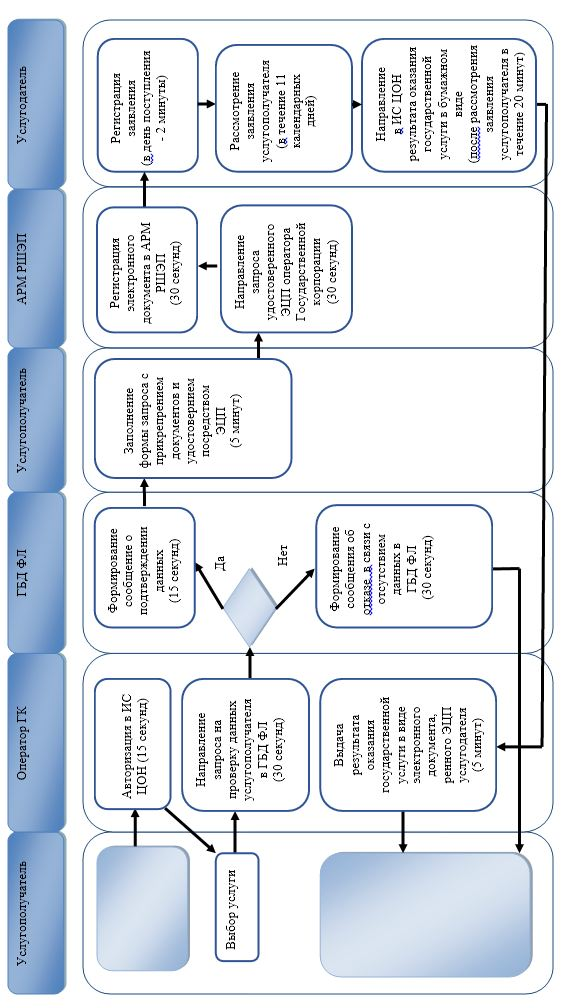 Услугополучатель
Оператор ГК
ГБД ФЛ
Услугополучатель
АРМ РШЭП
Услугодатель
Выбор услуги
Авторизация в ИС
ЦОН (15 секунд)
Направление
запроса на
проверку данных
услугополучателя
в ГБД ФЛ
(30 секунд)
Выдача
результата
оказания
государственной
услуги в виде
электронного
документа,
ренного ЭЦП
услугодателя
(5 минут)
Формирование
сообщение о
подтверждении
данных
(15 секунд)
Да
Нет
Формирование
сообщения об
отказе в связи с
отсутствием
данных в
ГБД ФЛ
(30 секунд)
Заполнение
формы запроса с
прикрепрением
документов и
удостовернием
посредством
ЭЦП
(5 минут)
Регистрация
электронного
документа в АРМ
РШЭП
(30 секунд)
Направление
запроса
удостоверенного
ЭЦП оператора
Государственной
корпорации
(30 секунд)
Регистрация
заявления
(в день поступления
- 2 минуты)
Рассмотрение
заявления
услугополучателя
(в течение 11
календарных
дней)
Направление
в ИС ЦОН
результата оказания
государственной
услуги в бумажном
виде
(после рассмотрения
заявления
услугополучателя в
течение 20 минут)